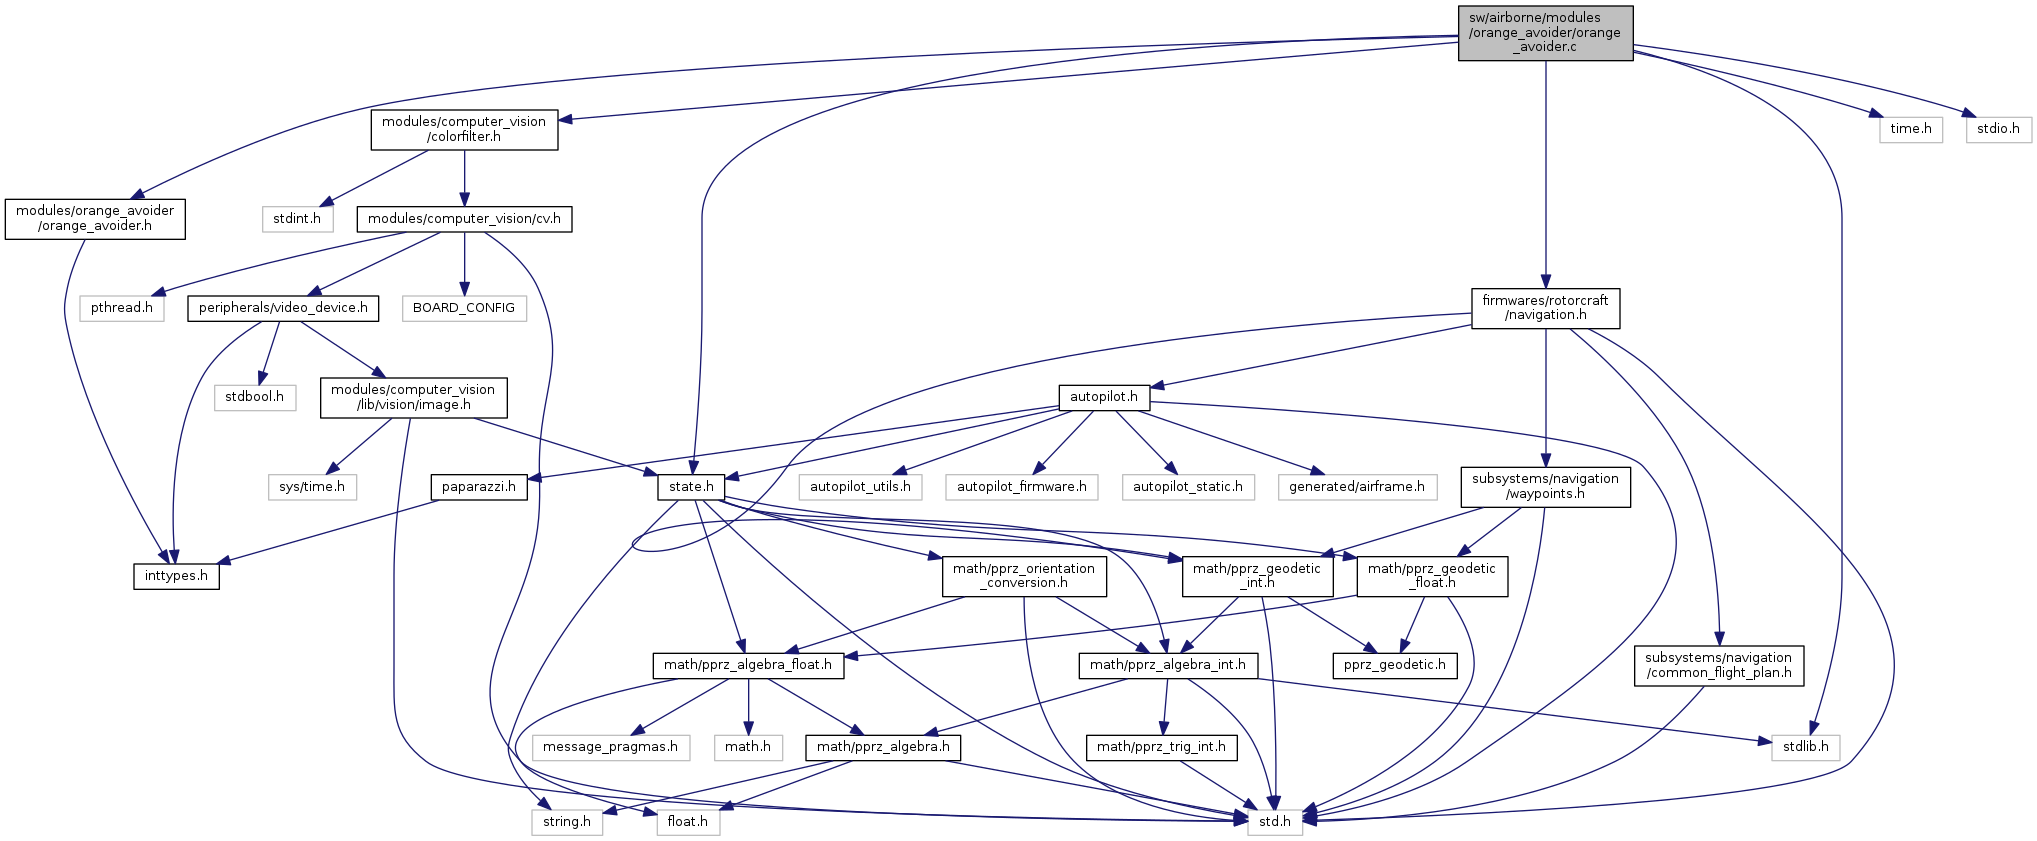 sw/airborne/modules
/orange_avoider/orange
_avoider.c
modules/computer_vision
/colorfilter.h
time.h
stdio.h
modules/orange_avoider
/orange_avoider.h
stdint.h
modules/computer_vision/cv.h
pthread.h
peripherals/video_device.h
BOARD_CONFIG
firmwares/rotorcraft
/navigation.h
stdbool.h
modules/computer_vision
/lib/vision/image.h
autopilot.h
sys/time.h
paparazzi.h
state.h
autopilot_utils.h
autopilot_firmware.h
autopilot_static.h
generated/airframe.h
subsystems/navigation
/waypoints.h
inttypes.h
math/pprz_orientation
_conversion.h
math/pprz_geodetic
_int.h
math/pprz_geodetic
_float.h
math/pprz_algebra_float.h
math/pprz_algebra_int.h
pprz_geodetic.h
subsystems/navigation
/common_flight_plan.h
message_pragmas.h
math.h
math/pprz_algebra.h
math/pprz_trig_int.h
stdlib.h
string.h
float.h
std.h